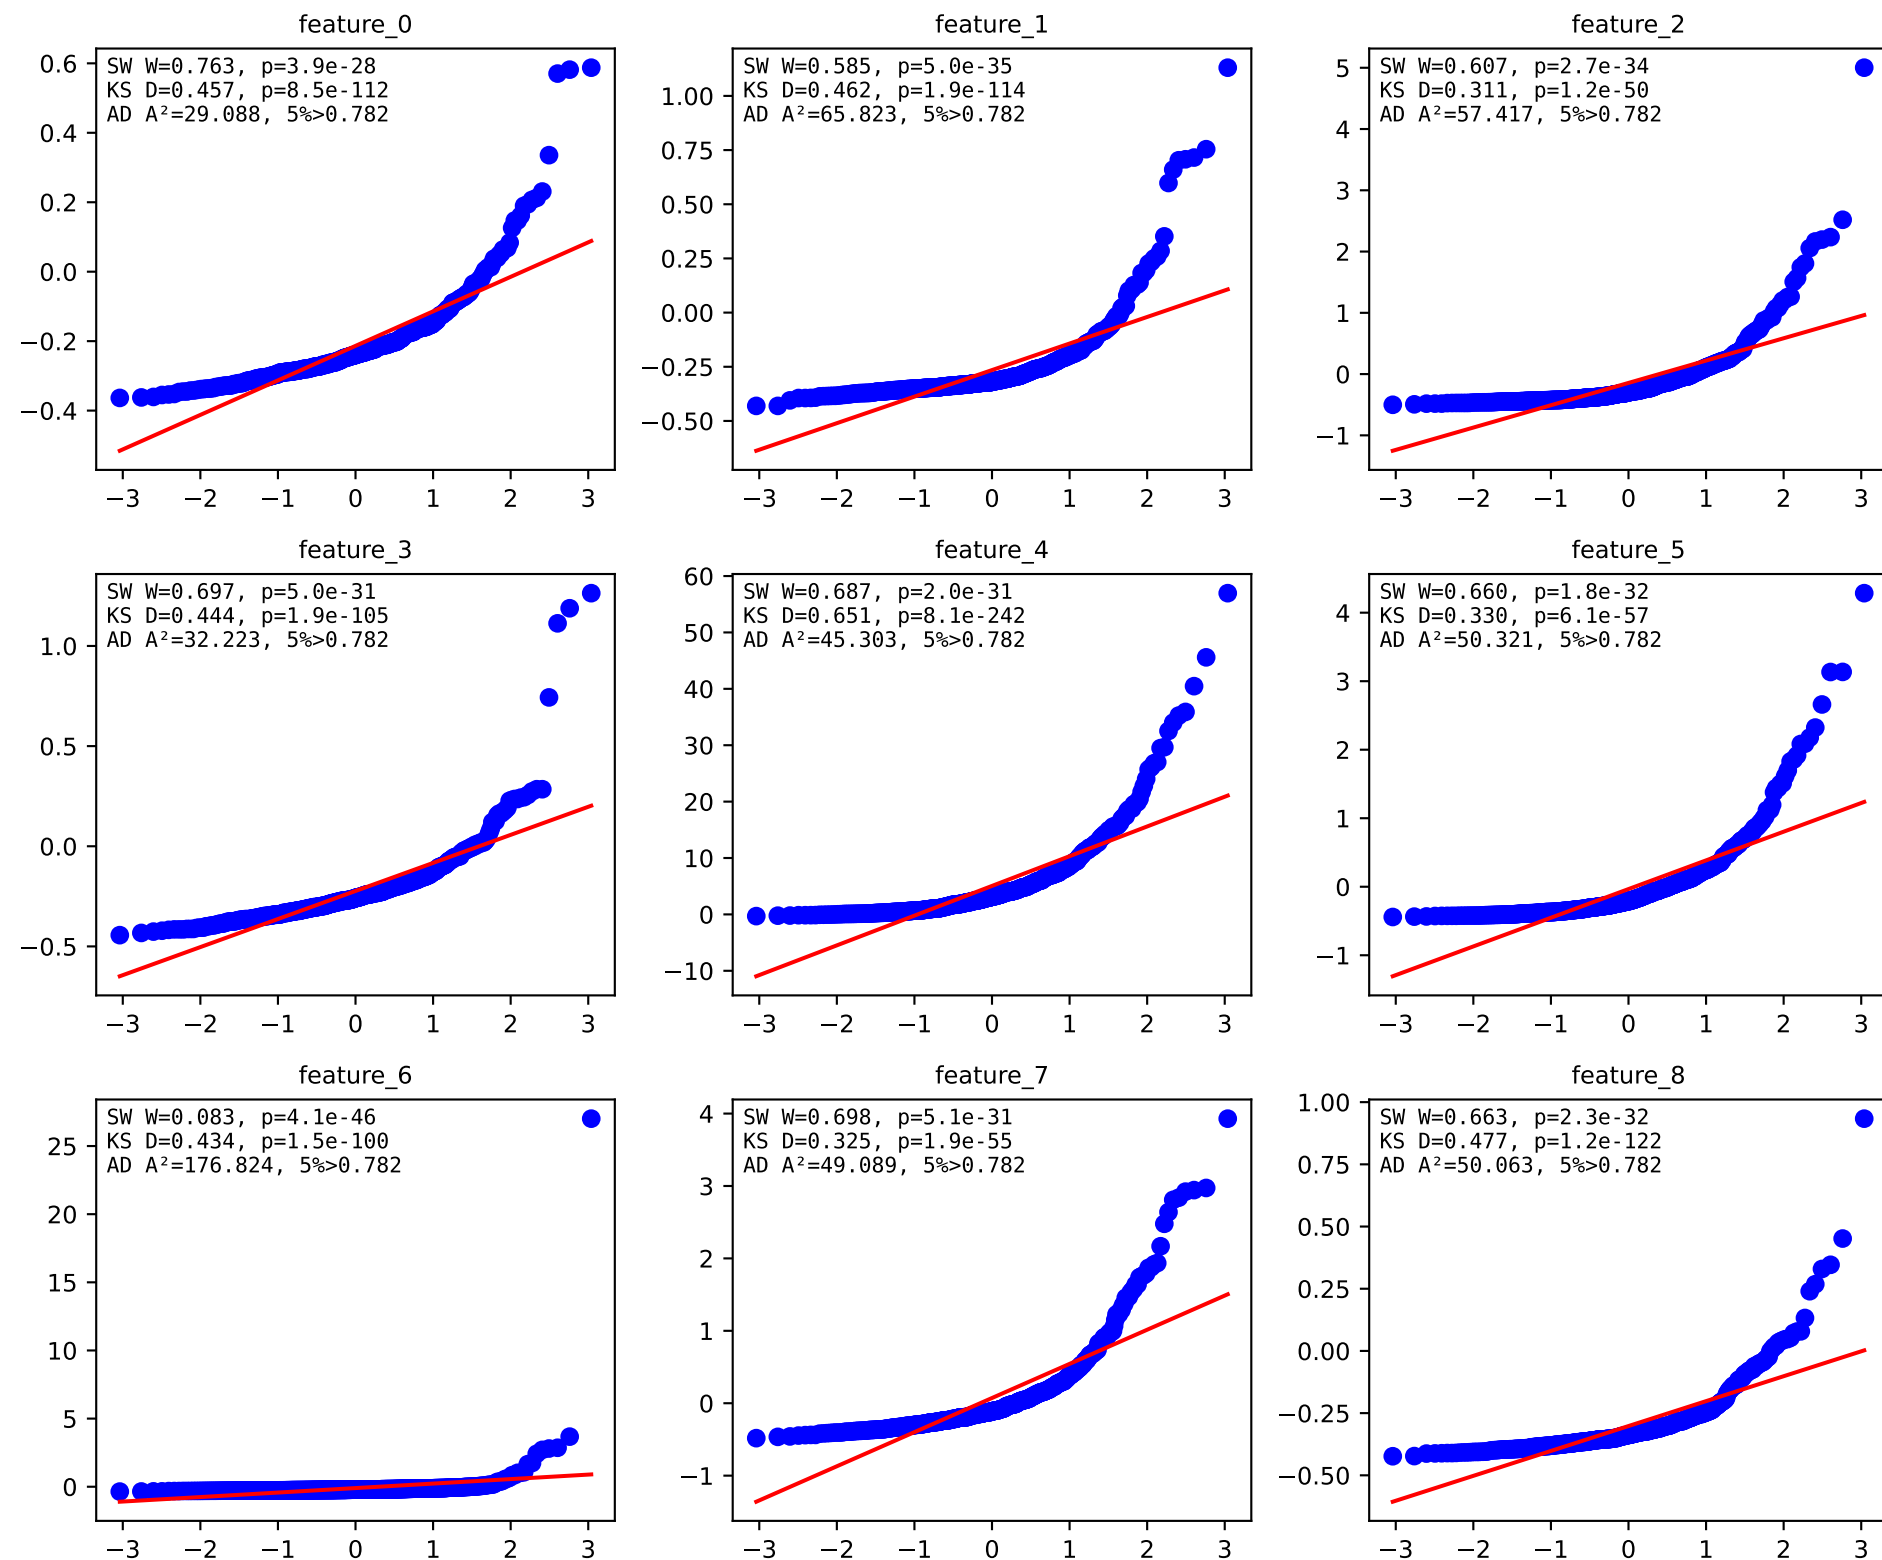 feature_0
SW W=0.763, p=3.9e-28
KS D=0.457, p=8.5e-112
AD A²=29.088, 5%>0.782
0.6
0.4
0.2
0.0
−0.2
−0.4
−3 −2 −1 0 1 2 3
feature_1
SW W=0.585, p=5.0e-35
KS D=0.462, p=1.9e-114
AD A²=65.823, 5%>0.782
1.00
0.75
0.50
0.25
0.00
−0.25
−0.50
−3 −2 −1 0 1 2 3
feature_2
SW W=0.607, p=2.7e-34
KS D=0.311, p=1.2e-50
AD A²=57.417, 5%>0.782
5
4
3
2
1
0
−1
−3 −2 −1 0 1 2 3
feature_3
SW W=0.697, p=5.0e-31
KS D=0.444, p=1.9e-105
AD A²=32.223, 5%>0.782
1.0
0.5
0.0
−0.5
−3 −2 −1 0 1 2 3
feature_4
SW W=0.687, p=2.0e-31
KS D=0.651, p=8.1e-242
AD A²=45.303, 5%>0.782
60
50
40
30
20
10
0
−10
−3 −2 −1 0 1 2 3
feature_5
SW W=0.660, p=1.8e-32
KS D=0.330, p=6.1e-57
AD A²=50.321, 5%>0.782
4
3
2
1
0
−1
−3 −2 −1 0 1 2 3
feature_6
SW W=0.083, p=4.1e-46
KS D=0.434, p=1.5e-100
AD A²=176.824, 5%>0.782
25
20
15
10
5
0
−3 −2 −1 0 1 2 3
feature_7
SW W=0.698, p=5.1e-31
KS D=0.325, p=1.9e-55
AD A²=49.089, 5%>0.782
4
3
2
1
0
−1
−3 −2 −1 0 1 2 3
feature_8
SW W=0.663, p=2.3e-32
KS D=0.477, p=1.2e-122
AD A²=50.063, 5%>0.782
1.00
0.75
0.50
0.25
0.00
−0.25
−0.50
−3 −2 −1 0 1 2 3